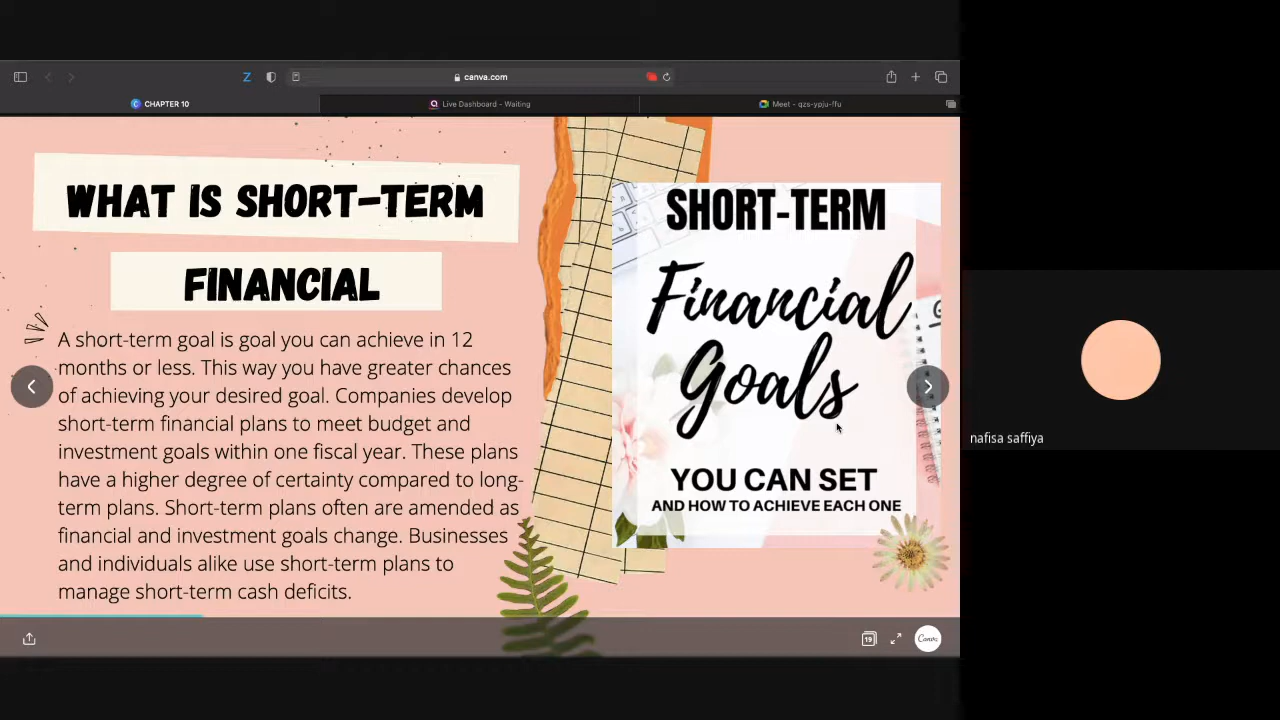 canva.com
CHAPTER 10
Live Dashboard - Waiting
Meet - qzs-ypju-ffu
WHAT IS SHORT-TERM
FINANCIAL
A short-term goal is goal you can achieve in 12
months or less. This way you have greater chances
of achieving your desired goal. Companies develop
short-term financial plans to meet budget and
investment goals within one fiscal year. These plans
have a higher degree of certainty compared to long-
term plans. Short-term plans often are amended as
financial and investment goals change. Businesses
and individuals alike use short-term plans to
manage short-term cash deficits.
SHORT-TERM
Financial
Goals
YOU CAN SET
AND HOW TO ACHIEVE EACH ONE
nafisa saffiya
19
Canva